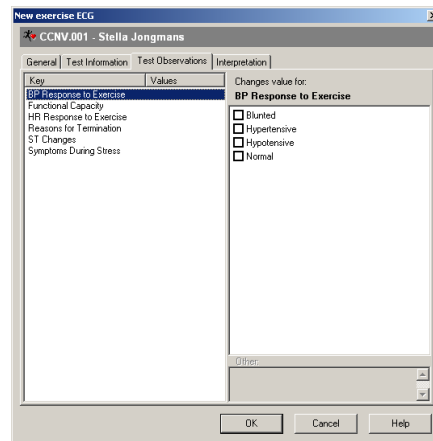 New exercise ECG
CCNV.001 - Stella Jongmans
General Test Information Test Observations Interpretation
Key Values
BP Response to Exercise
Functional Capacity
HR Response to Exercise
Reasons for Termination
ST Changes
Symptoms During Stress
Changes value for:
BP Response to Exercise
Blunted
Hypertensive
Hypotensive
Normal
Other:
OK Cancel Help